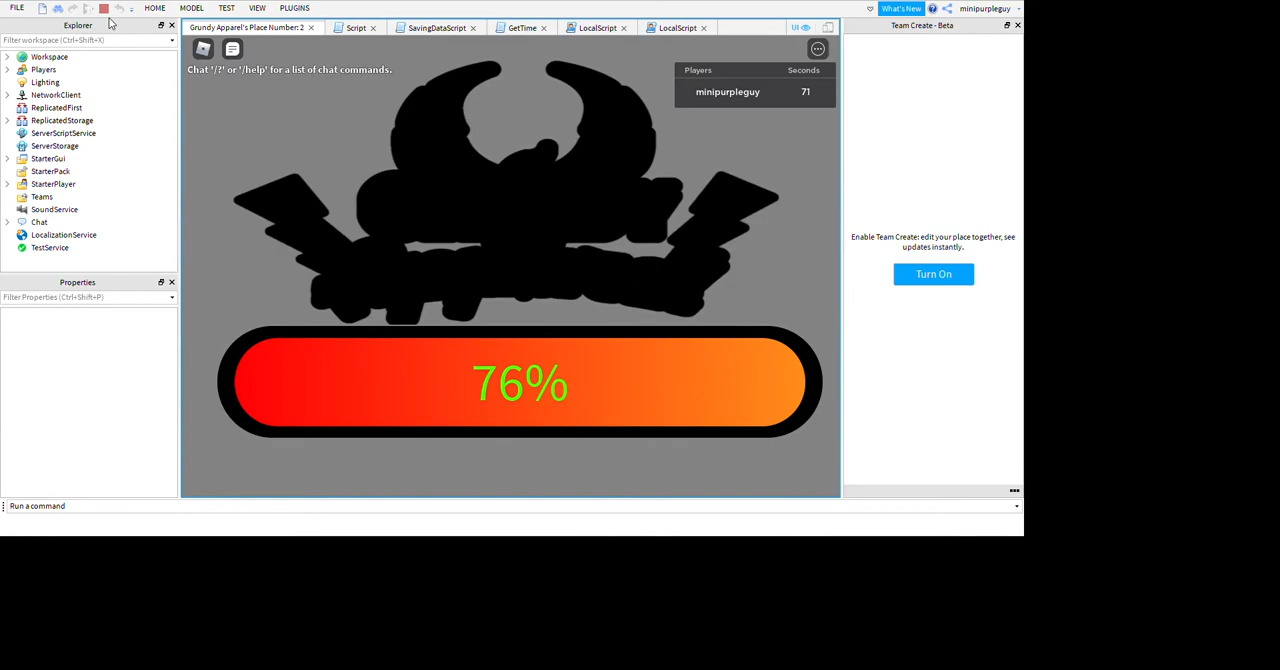 FILE HOME MODEL TEST VIEW PLUGINS What's New minipurpleguy
Explorer
Filter workspace (Ctrl+Shift+X)
Workspace
Players
Lighting
NetworkClient
ReplicatedFirst
ReplicatedStorage
ServerScriptService
ServerStorage
StarterGui
StarterPack
StarterPlayer
Teams
SoundService
Chat
LocalizationService
TestService
Properties
Filter Properties (Ctrl+Shift+P)
Grundy Apparel's Place Number: 2 Script SavingDataScript GetTime LocalScript LocalScript UI
Chat '/?' or '/help' for a list of chat commands.
Players Seconds
minipurpleguy 71
76%
Team Create - Beta
Enable Team Create: edit your place together, see
updates instantly.
Turn On
Run a command